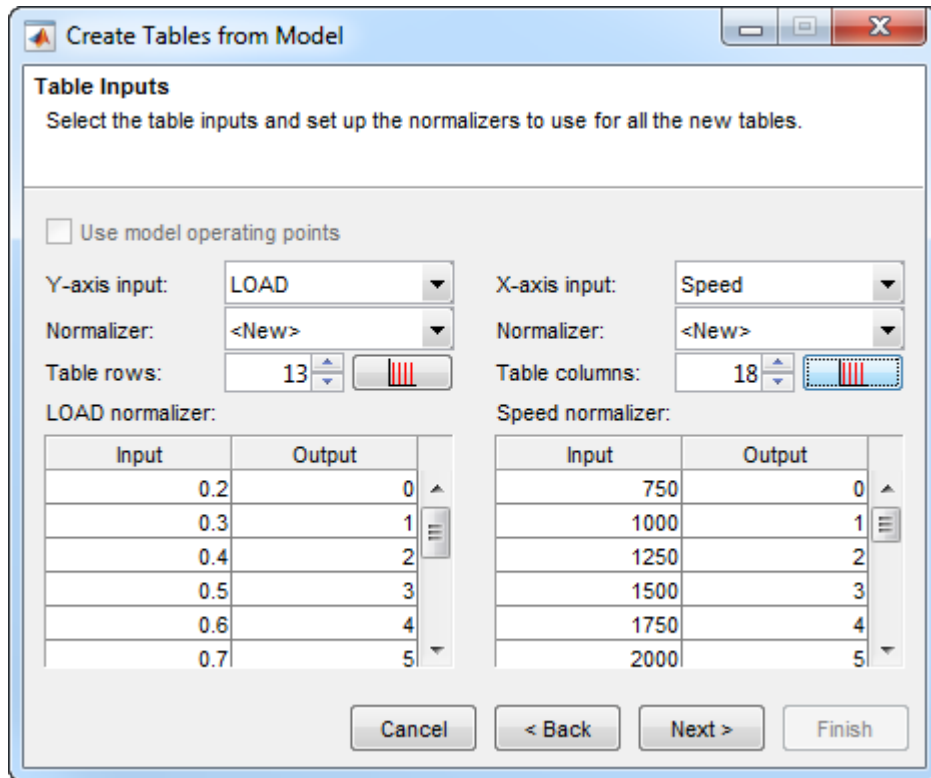 Create Tables from Model
Table Inputs
Select the table inputs and set up the normalizers to use for all the new tables.
Use model operating points
Y-axis input: LOAD X-axis input: Speed
Normalizer: <New> Normalizer: <New>
Table rows: 13 Table columns: 18
LOAD normalizer: Speed normalizer:
Input Output Input Output
0.2 0 750 0
0.3 1 1000 1
0.4 2 1250 2
0.5 3 1500 3
0.6 4 1750 4
0.7 5 2000 5
Cancel < Back Next > Finish